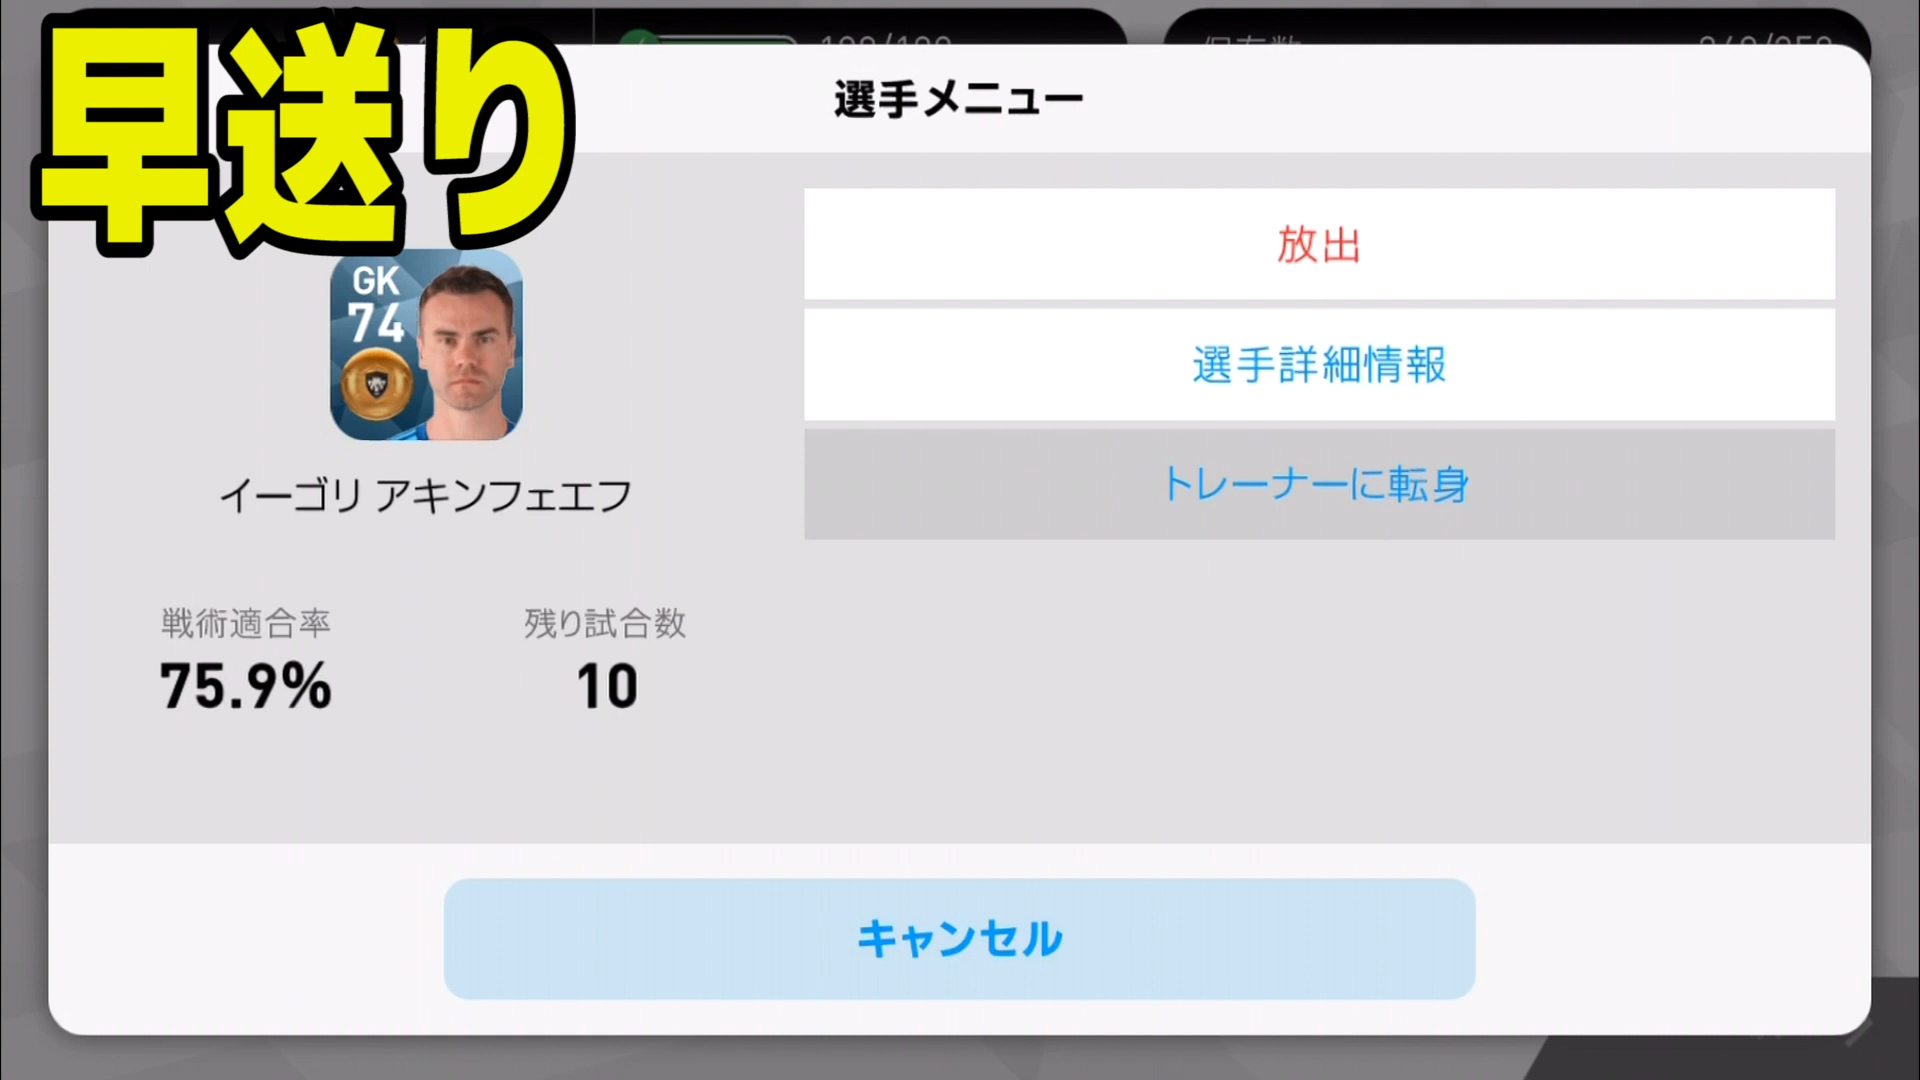 早送り
選手メニュー
GK
74
イーゴリ アキンフェエフ
戦術適合率
75.9%
残り試合数
10
放出
選手詳細情報
トレーナーに転身
キャンセル